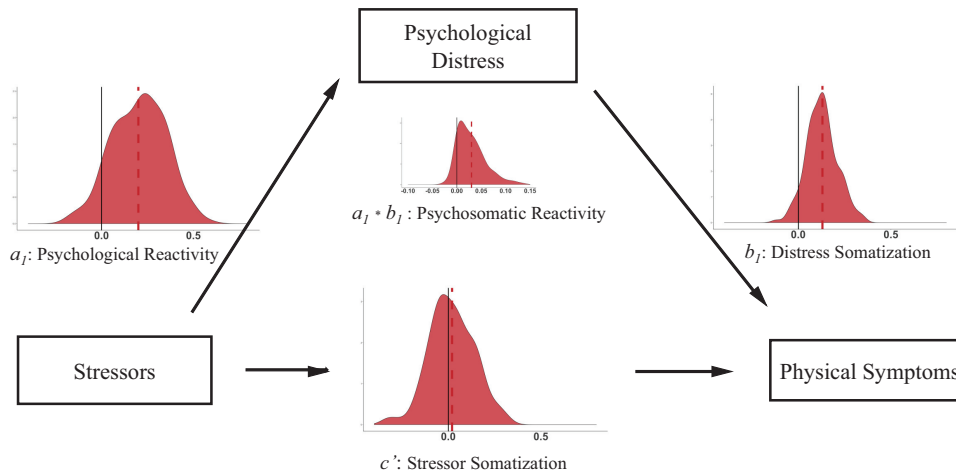 Psychological
Distress
0.0 0.5
a1: Psychological Reactivity
-0.10 -0.05 0.00 0.05 0.10 0.15
a1 * b1 : Psychosomatic Reactivity
0.0 0.5
b1: Distress Somatization
Stressors
0.0 0.5
c’: Stressor Somatization
Physical Symptoms